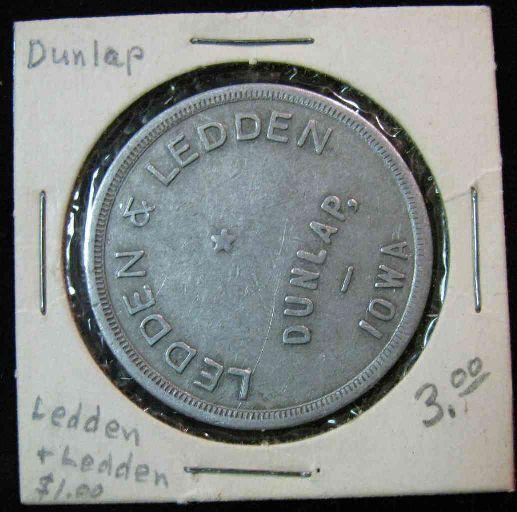 Dunlap
LEDDEN & LEDDEN
DUNLAP,
IOWA
Ledden
+ Ledden
$1.00
3.00